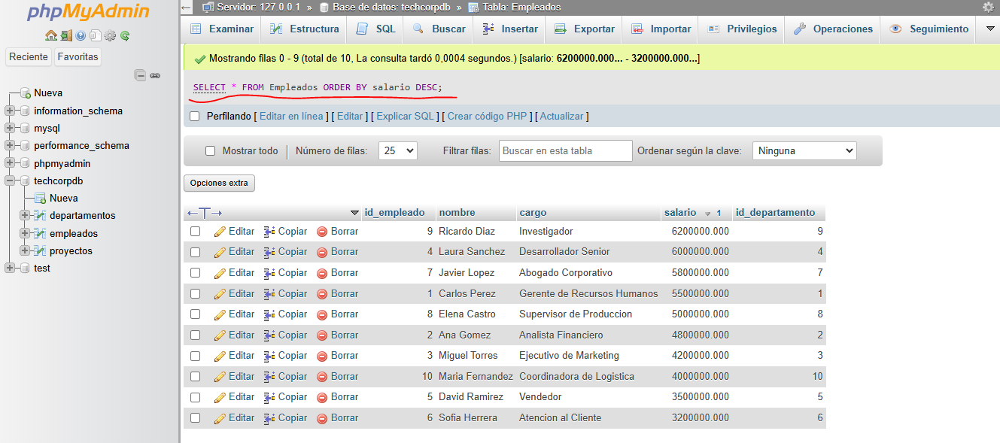 phpMyAdmin
Reciente Favoritas
Nueva
information_schema
mysql
performance_schema
phpmyadmin
techcorpdb
Nueva
departamentos
empleados
proyectos
test
Servidor: 127.0.0.1 » Base de datos: techcorpdb » Tabla: Empleados
Examinar Estructura SQL Buscar Insertar Exportar Importar Privilegios Operaciones Seguimiento
Mostrando filas 0 - 9 (total de 10, La consulta tardó 0,0004 segundos.) [salario: 6200000.000... - 3200000.000...]
SELECT * FROM Empleados ORDER BY salario DESC;
Perfilando [ Editar en línea ] [ Editar ] [ Explicar SQL ] [ Crear código PHP ] [ Actualizar ]
Mostrar todo Número de filas: 25 Filtrar filas: Buscar en esta tabla Ordenar según la clave: Ninguna
Opciones extra
←T→ id_empleado nombre cargo salario 1 id_departamento
Editar Copiar Borrar 9 Ricardo Diaz Investigador 6200000.000 9
Editar Copiar Borrar 4 Laura Sanchez Desarrollador Senior 6000000.000 4
Editar Copiar Borrar 7 Javier Lopez Abogado Corporativo 5800000.000 7
Editar Copiar Borrar 1 Carlos Perez Gerente de Recursos Humanos 5500000.000 1
Editar Copiar Borrar 8 Elena Castro Supervisor de Produccion 5000000.000 8
Editar Copiar Borrar 2 Ana Gomez Analista Financiero 4800000.000 2
Editar Copiar Borrar 3 Miguel Torres Ejecutivo de Marketing 4200000.000 3
Editar Copiar Borrar 10 Maria Fernandez Coordinadora de Logistica 4000000.000 10
Editar Copiar Borrar 5 David Ramirez Vendedor 3500000.000 5
Editar Copiar Borrar 6 Sofia Herrera Atencion al Cliente 3200000.000 6